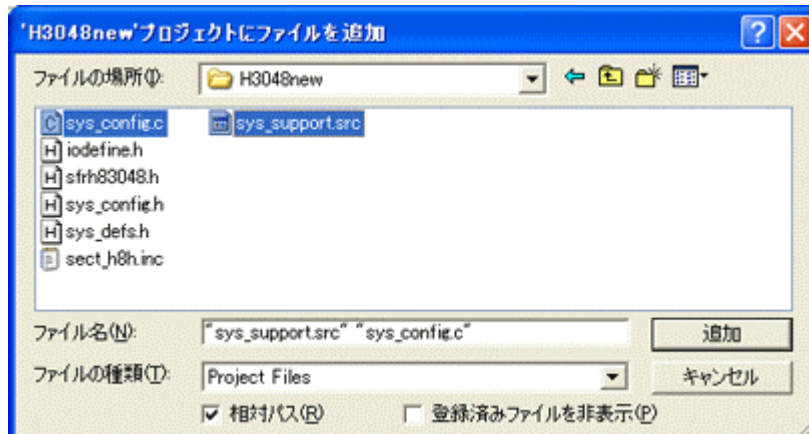 'H3048new'プロジェクトにファイルを追加
ファイルの場所(I): H3048new
sys_config.c sys_support.src
iodefine.h
sfrh83048.h
sys_config.h
sys_defs.h
sect_h8h.inc
ファイル名(N): "sys_support.src" "sys_config.c" 追加
ファイルの種類(T): Project Files キャンセル
相対パス(R) 登録済みファイルを非表示(P)